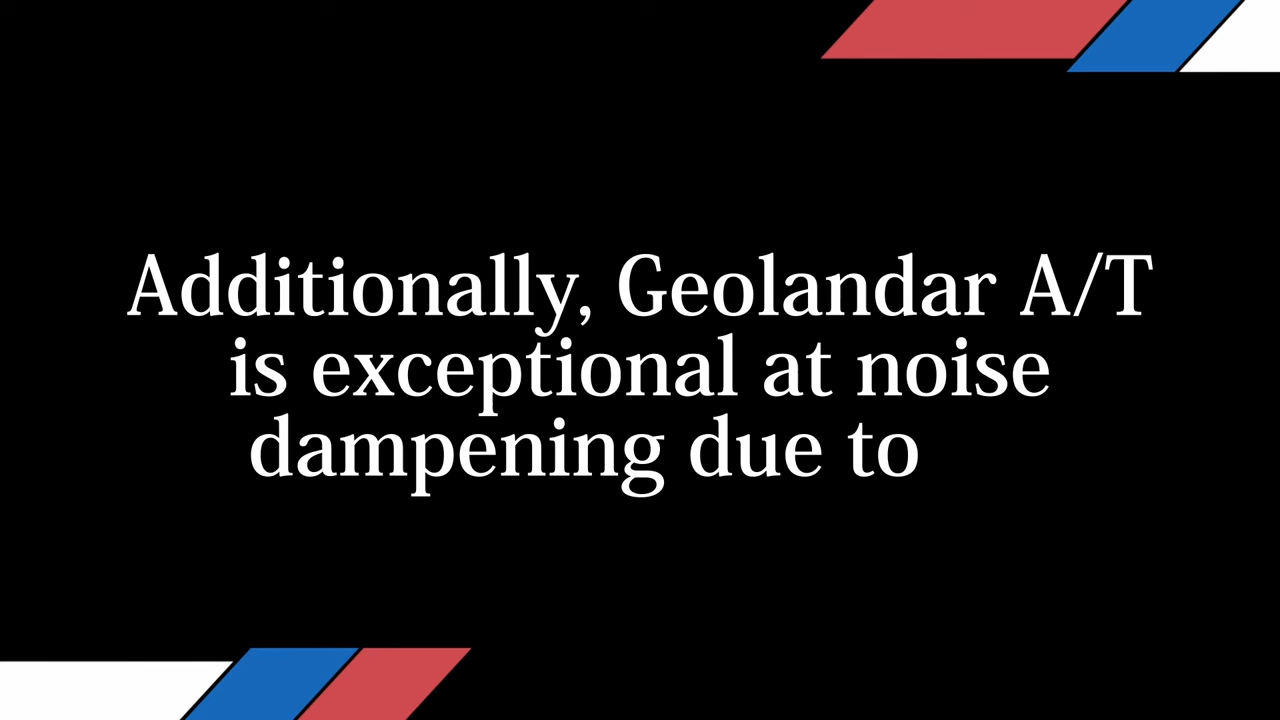 Additionally, Geolandar A/T
is exceptional at noise
dampening due to